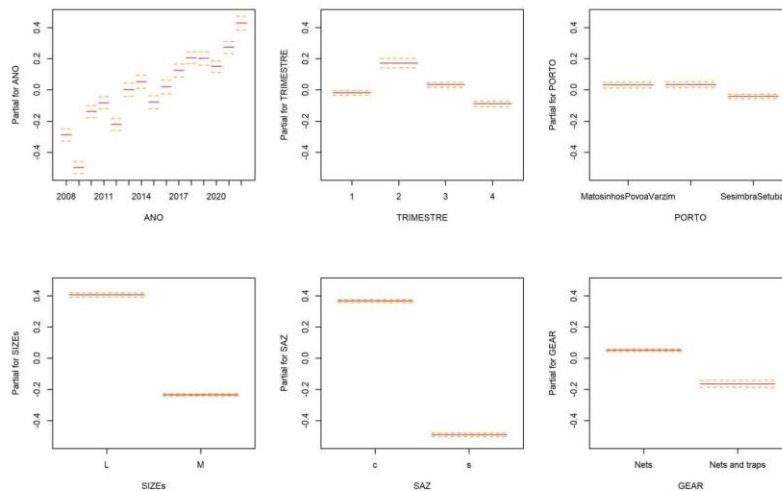 Partial for ANO
0.4
0.2
0.0
-0.2
-0.4
2008 2011 2014 2017 2020
ANO
Partial for TRIMESTRE
0.4
0.2
0.0
-0.2
-0.4
1 2 3 4
TRIMESTRE
Partial for PORTO
0.4
0.2
0.0
-0.2
-0.4
MatosinhosPovoaVarzim SesimbraSetuba
PORTO
Partial for SIZEs
0.4
0.2
0.0
-0.2
-0.4
L M
SIZEs
Partial for SAZ
0.4
0.2
0.0
-0.2
-0.4
c s
SAZ
Partial for GEAR
0.4
0.2
0.0
-0.2
-0.4
Nets Nets and traps
GEAR